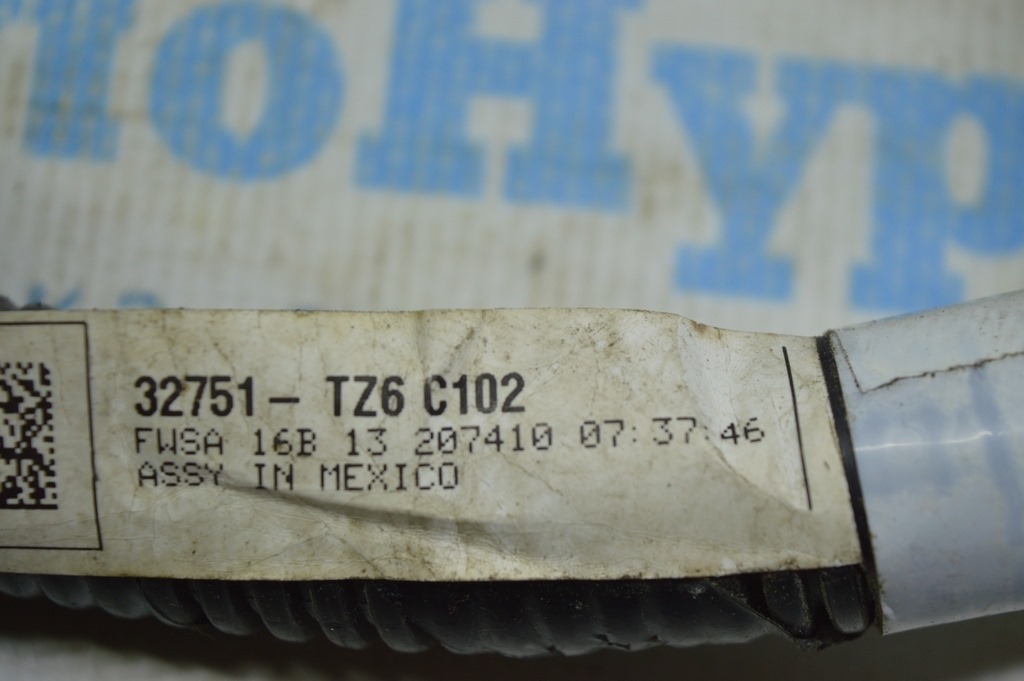 32751- TZ6 C102
FWSA 16B 13 207410 07:37:46
ASSY IN MEXICO